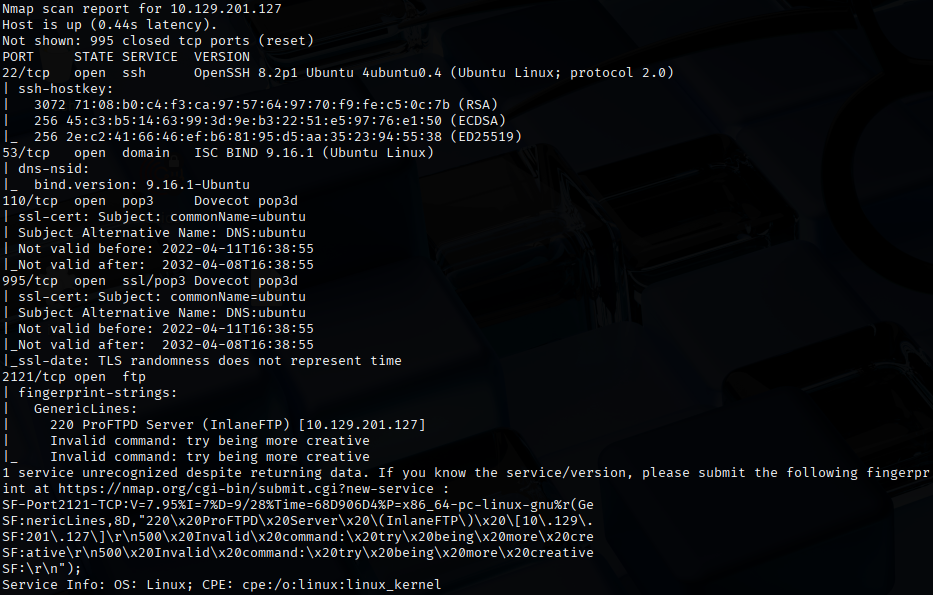 Nmap scan report for 10.129.201.127
Host is up (0.44s latency).
Not shown: 995 closed tcp ports (reset)
PORT     STATE SERVICE  VERSION
22/tcp   open  ssh      OpenSSH 8.2p1 Ubuntu 4ubuntu0.4 (Ubuntu Linux; protocol 2.0)
| ssh-hostkey:
|   3072 71:08:b0:c4:f3:ca:97:57:64:97:70:f9:fe:c5:0c:7b (RSA)
|   256 45:c3:b5:14:63:99:3d:9e:b3:22:51:e5:97:76:e1:50 (ECDSA)
|_  256 2e:c2:41:66:46:ef:b6:81:95:d5:aa:35:23:94:55:38 (ED25519)
53/tcp   open  domain   ISC BIND 9.16.1 (Ubuntu Linux)
| dns-nsid:
|_  bind.version: 9.16.1-Ubuntu
110/tcp  open  pop3     Dovecot pop3d
| ssl-cert: Subject: commonName=ubuntu
| Subject Alternative Name: DNS:ubuntu
| Not valid before: 2022-04-11T16:38:55
|_Not valid after:  2032-04-08T16:38:55
995/tcp  open  ssl/pop3 Dovecot pop3d
| ssl-cert: Subject: commonName=ubuntu
| Subject Alternative Name: DNS:ubuntu
| Not valid before: 2022-04-11T16:38:55
|_Not valid after:  2032-04-08T16:38:55
|_ssl-date: TLS randomness does not represent time
2121/tcp open  ftp
| fingerprint-strings:
|   GenericLines:
|     220 ProFTPD Server (InlaneFTP) [10.129.201.127]
|     Invalid command: try being more creative
|_    Invalid command: try being more creative
1 service unrecognized despite returning data. If you know the service/version, please submit the following fingerpr
int at https://nmap.org/cgi-bin/submit.cgi?new-service :
SF-Port2121-TCP:V=7.95%I=7%D=9/28%Time=68D906D4%P=x86_64-pc-linux-gnu%r(Ge
SF:nericLines,8D,"220\x20ProFTPD\x20Server\x20\(InlaneFTP\)\x20\[10\.129\.
SF:201\.127\]\r\n500\x20Invalid\x20command:\x20try\x20being\x20more\x20cre
SF:ative\r\n500\x20Invalid\x20command:\x20try\x20being\x20more\x20creative
SF:\r\n");
Service Info: OS: Linux; CPE: cpe:/o:linux:linux_kernel